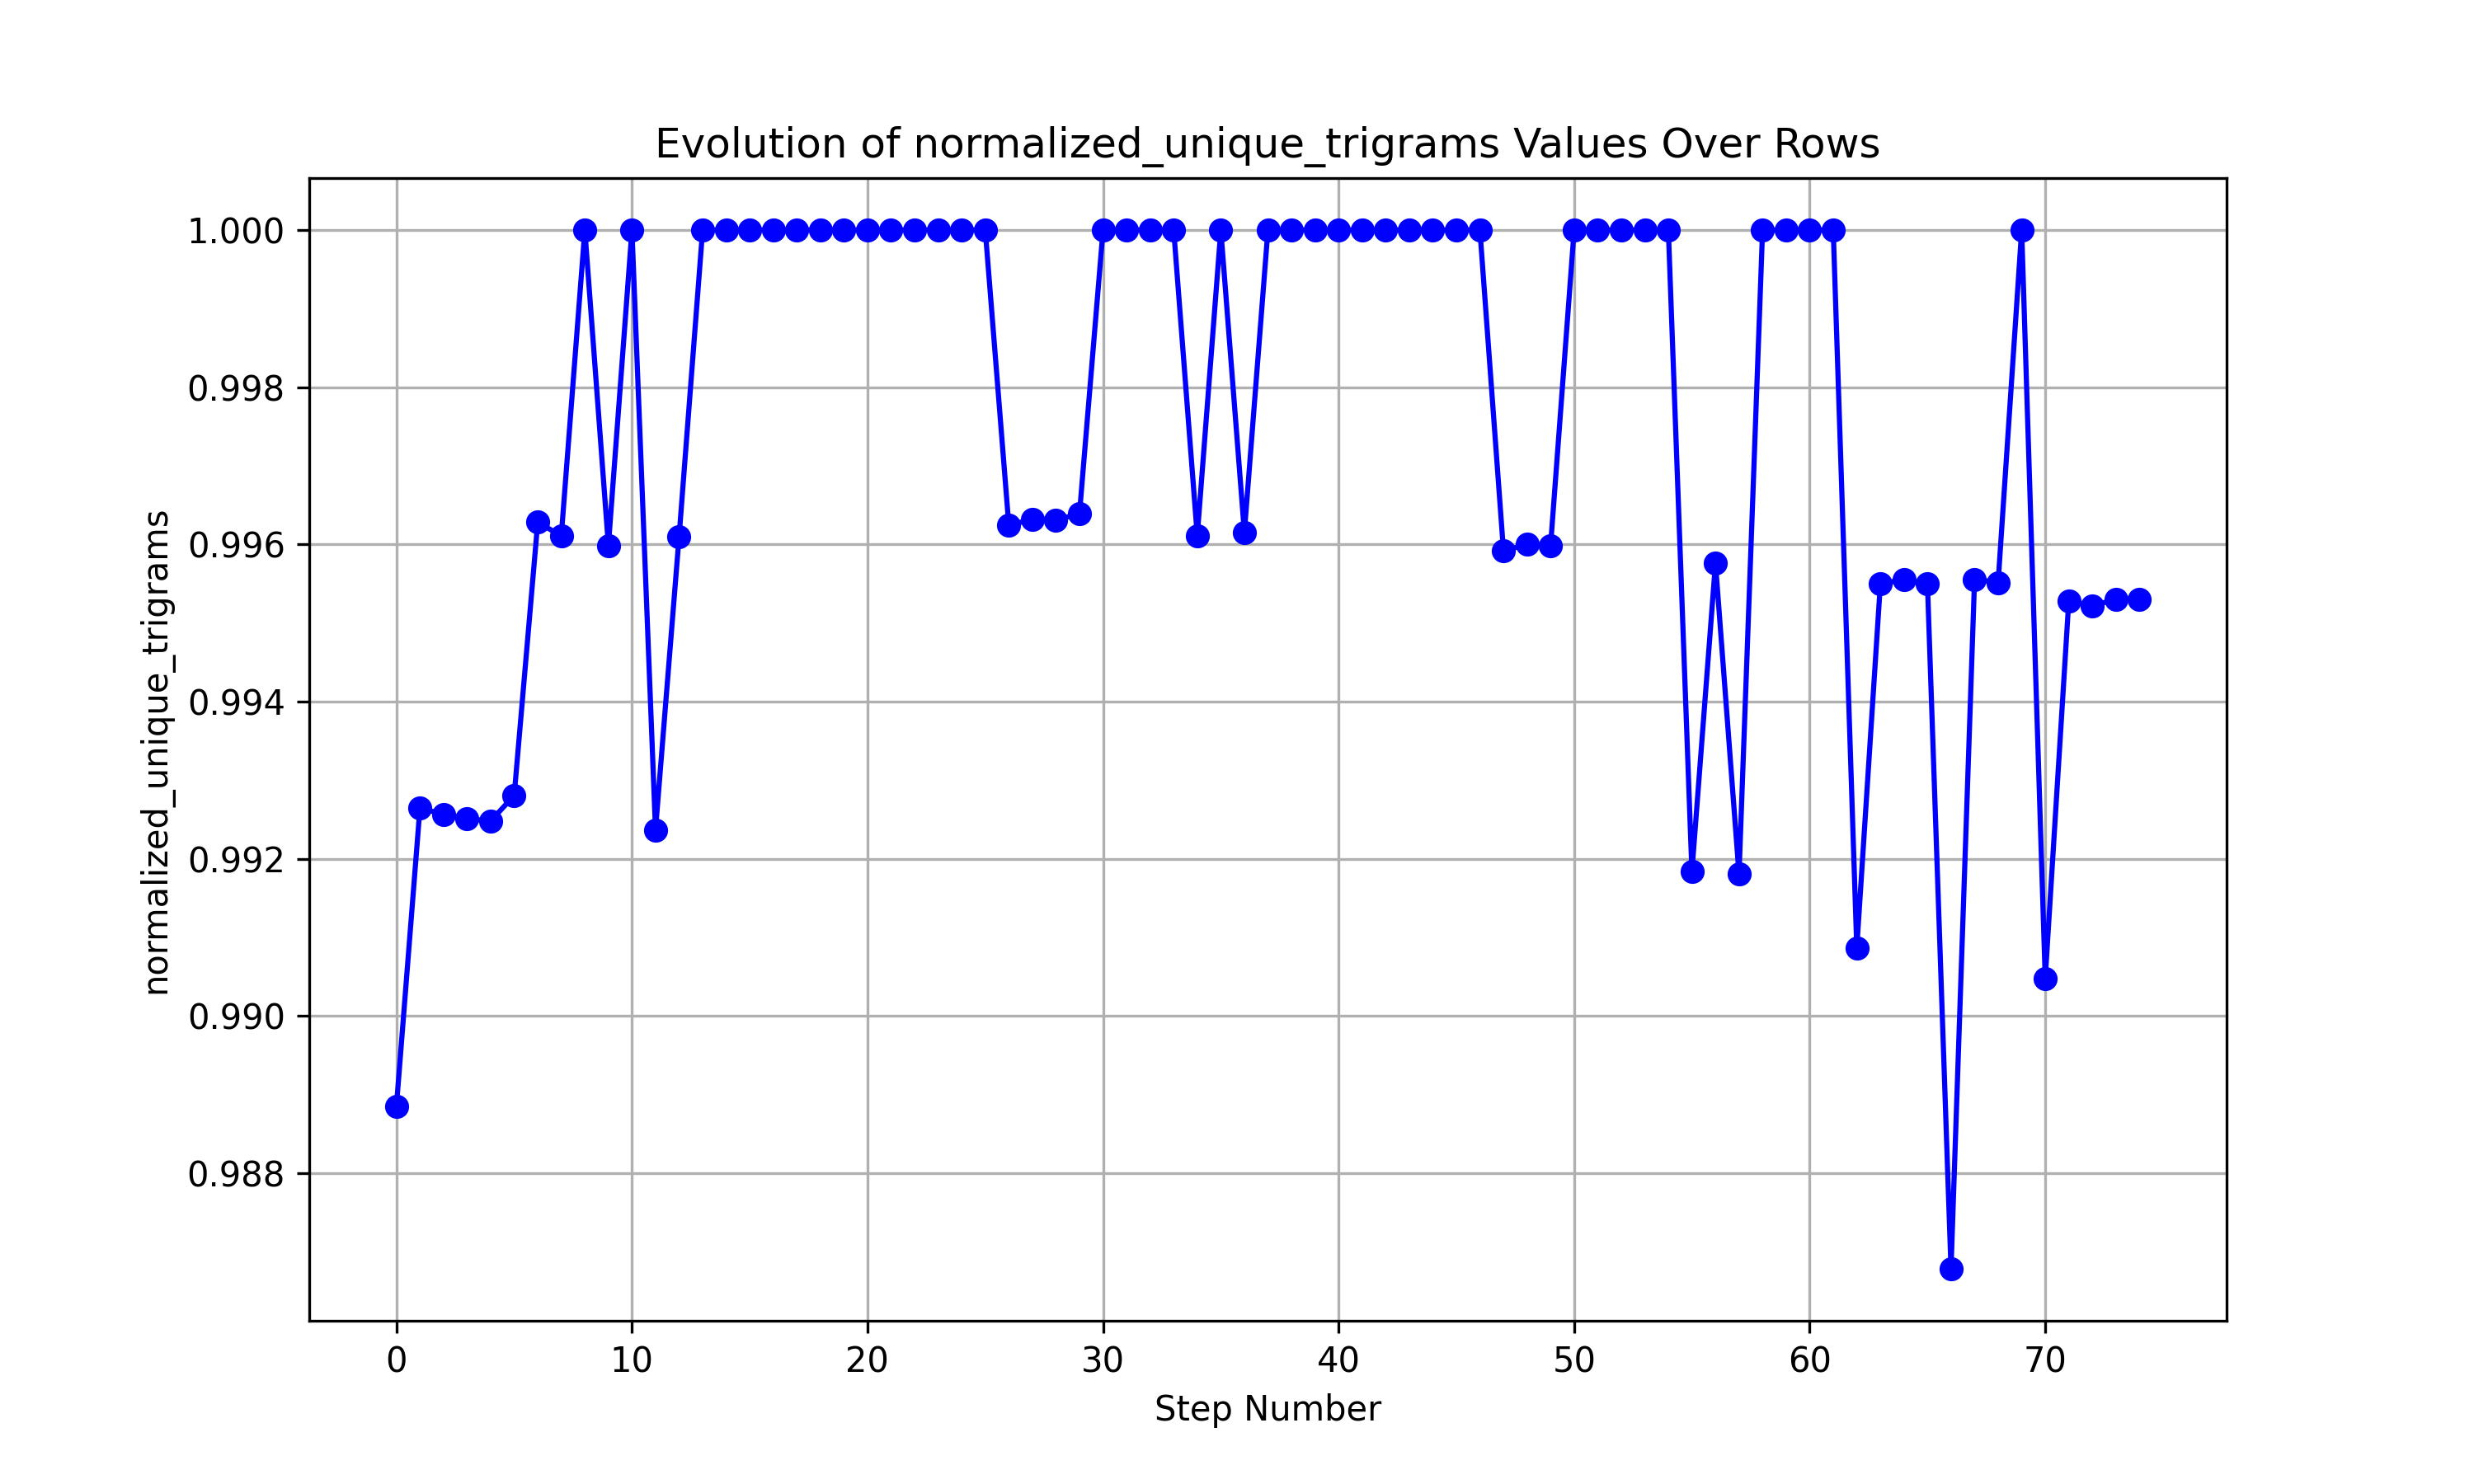 Evolution of normalized_unique_trigrams Values Over Rows
normalized_unique_trigrams
1.000
0.998
0.996
0.994
0.992
0.990
0.988
0 10 20 30 40 50 60 70
Step Number